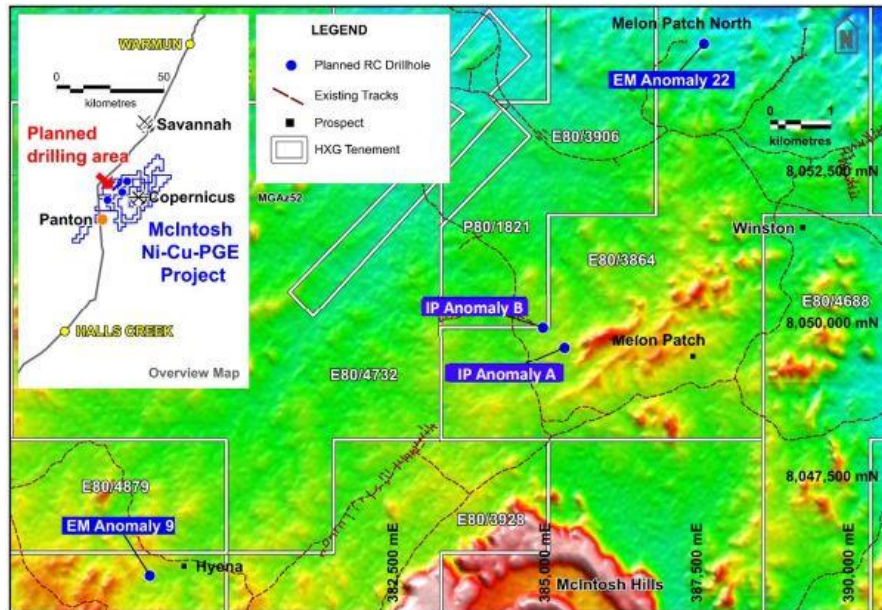 WARMUN
0
50
kilometres
Savannah
Planned
drilling area
Copernicus
Panton
McIntosh
Ni-Cu-PGE
Project
HALLS CREEK
Overview Map
LEGEND
Planned RC Drillhole
Existing Tracks
Prospect
HXG Tenement
MGAz52
Melon Patch North
N
EM Anomaly 22
0
1
kilometres
E80/3906
8,052,500 mN
P80/1821
Winston
E80/3864
E80/4688
IP Anomaly B
8,050,000 mN
Melon Patch
IP Anomaly A
E80/4732
E80/4879
8,047,500 mN
EM Anomaly 9
E80/3928
Hyena
382,500 mE
385,000 mE
387,500 mE
390,000 mE
McIntosh Hills